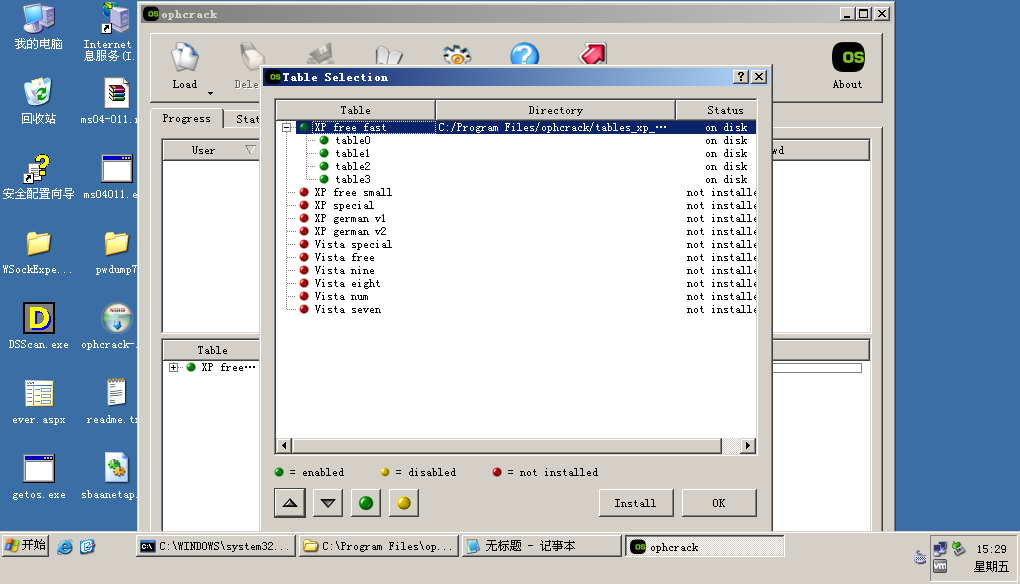 我的电脑
Internet
息服务(I.
回收站
ms04-011.r
安全配置向导
ms04011.e
WSockExpe...
pwdump7
DSScan.exe
ophcrack-.
ever.aspx
readme.tx
getos.exe
sbaanetap.
OS ophcrack
Load
Dele
OS
About
Progress
Stat
User
wd
Table
XP free…
OS Table Selection
Table Directory Status
XP free fast C:/Program Files/ophcrack/tables_xp_… on disk
table0 on disk
table1 on disk
table2 on disk
table3 on disk
XP free small not installe
XP special not installe
XP german v1 not installe
XP german v2 not installe
Vista special not installe
Vista free not installe
Vista nine not installe
Vista eight not installe
Vista num not installe
Vista seven not installe
= enabled = disabled = not installed
Install OK
开始
C:\WINDOWS\system32...
C:\Program Files\op...
无标题 - 记事本
OS ophcrack
vm
15:29
星期五